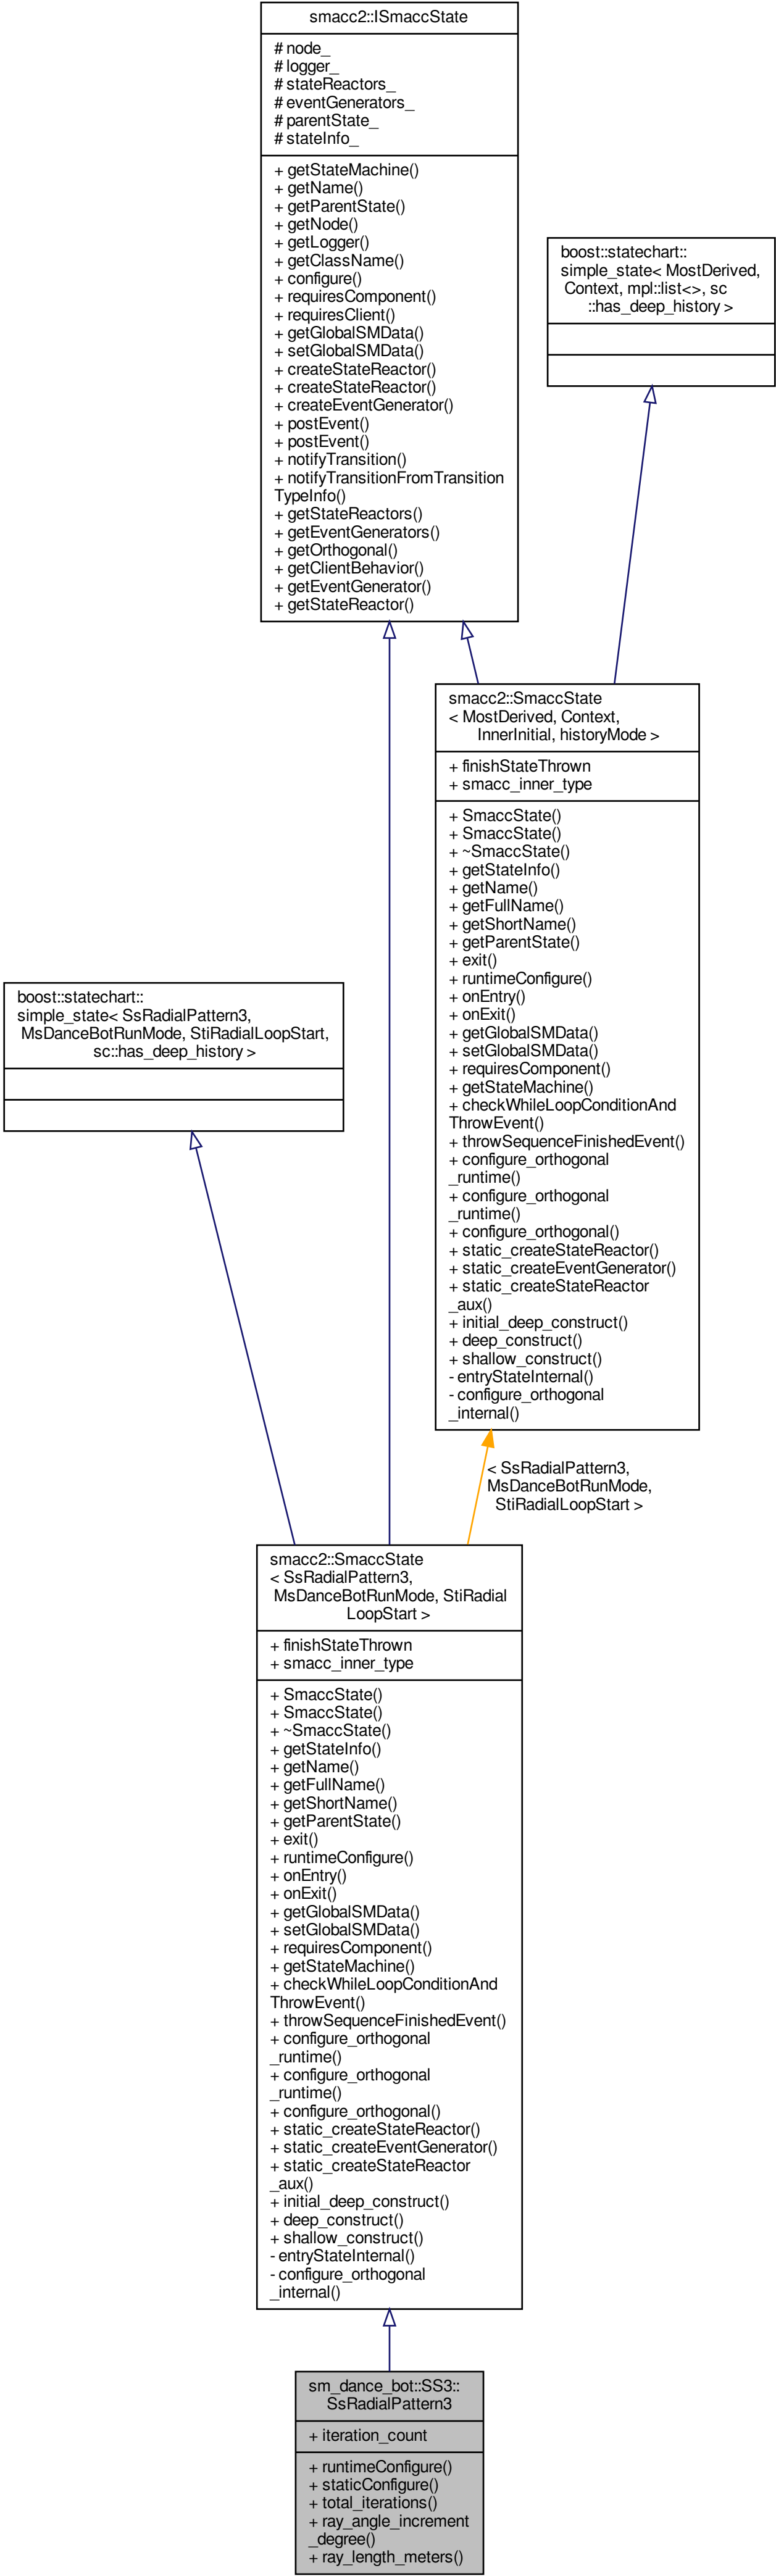 smacc2::ISmaccState
# node_
# logger_
# stateReactors_
# eventGenerators_
# parentState_
# stateInfo_
+ getStateMachine()
+ getName()
+ getParentState()
+ getNode()
+ getLogger()
+ getClassName()
+ configure()
+ requiresComponent()
+ requiresClient()
+ getGlobalSMData()
+ setGlobalSMData()
+ createStateReactor()
+ createStateReactor()
+ createEventGenerator()
+ postEvent()
+ postEvent()
+ notifyTransition()
+ notifyTransitionFromTransition
TypeInfo()
+ getStateReactors()
+ getEventGenerators()
+ getOrthogonal()
+ getClientBehavior()
+ getEventGenerator()
+ getStateReactor()
boost::statechart::
simple_state< MostDerived,
Context, mpl::list<>, sc
::has_deep_history >
smacc2::SmaccState
< MostDerived, Context,
InnerInitial, historyMode >
+ finishStateThrown
+ smacc_inner_type
+ SmaccState()
+ SmaccState()
+ ~SmaccState()
+ getStateInfo()
+ getName()
+ getFullName()
+ getShortName()
+ getParentState()
+ exit()
+ runtimeConfigure()
+ onEntry()
+ onExit()
+ getGlobalSMData()
+ setGlobalSMData()
+ requiresComponent()
+ getStateMachine()
+ checkWhileLoopConditionAnd
ThrowEvent()
+ throwSequenceFinishedEvent()
+ configure_orthogonal
_runtime()
+ configure_orthogonal
_runtime()
+ configure_orthogonal()
+ static_createStateReactor()
+ static_createEventGenerator()
+ static_createStateReactor
_aux()
+ initial_deep_construct()
+ deep_construct()
+ shallow_construct()
- entryStateInternal()
- configure_orthogonal
_internal()
boost::statechart::
simple_state< SsRadialPattern3,
MsDanceBotRunMode, StiRadialLoopStart,
sc::has_deep_history >
< SsRadialPattern3,
MsDanceBotRunMode,
StiRadialLoopStart >
smacc2::SmaccState
< SsRadialPattern3,
MsDanceBotRunMode, StiRadial
LoopStart >
+ finishStateThrown
+ smacc_inner_type
+ SmaccState()
+ SmaccState()
+ ~SmaccState()
+ getStateInfo()
+ getName()
+ getFullName()
+ getShortName()
+ getParentState()
+ exit()
+ runtimeConfigure()
+ onEntry()
+ onExit()
+ getGlobalSMData()
+ setGlobalSMData()
+ requiresComponent()
+ getStateMachine()
+ checkWhileLoopConditionAnd
ThrowEvent()
+ throwSequenceFinishedEvent()
+ configure_orthogonal
_runtime()
+ configure_orthogonal
_runtime()
+ configure_orthogonal()
+ static_createStateReactor()
+ static_createEventGenerator()
+ static_createStateReactor
_aux()
+ initial_deep_construct()
+ deep_construct()
+ shallow_construct()
- entryStateInternal()
- configure_orthogonal
_internal()
sm_dance_bot::SS3::
SsRadialPattern3
+ iteration_count
+ runtimeConfigure()
+ staticConfigure()
+ total_iterations()
+ ray_angle_increment
_degree()
+ ray_length_meters()